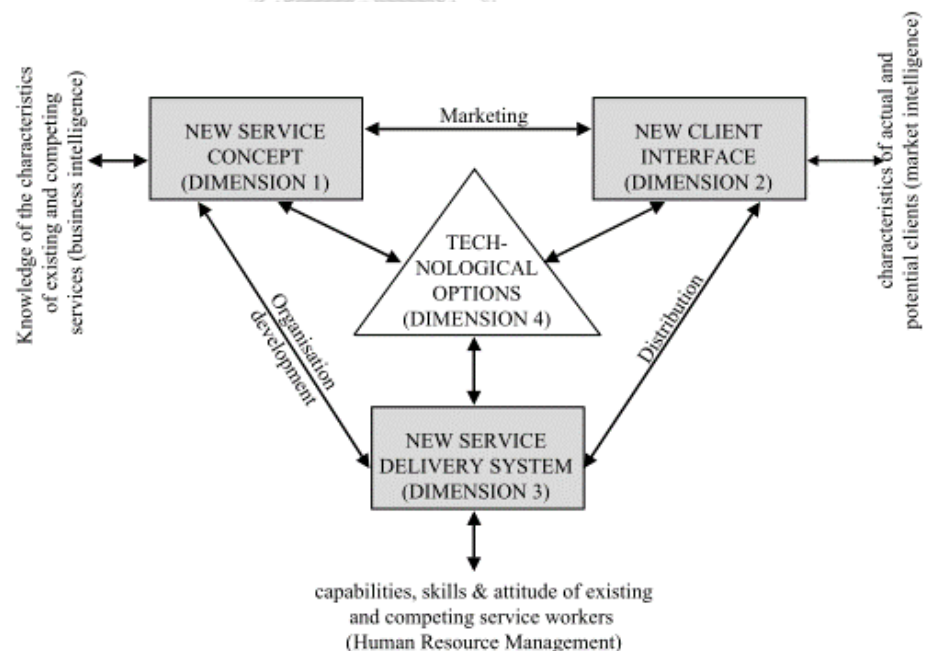 Knowledge of the characteristics
of existing and competing
services (business intelligence)
NEW SERVICE
CONCEPT
(DIMENSION 1)
Marketing
NEW CLIENT
INTERFACE
(DIMENSION 2)
characteristics of actual and
potential clients (market intelligence)
TECH-
NOLOGICAL
OPTIONS
(DIMENSION 4)
Organisation
development
Distribution
NEW SERVICE
DELIVERY SYSTEM
(DIMENSION 3)
capabilities, skills & attitude of existing
and competing service workers
(Human Resource Management)